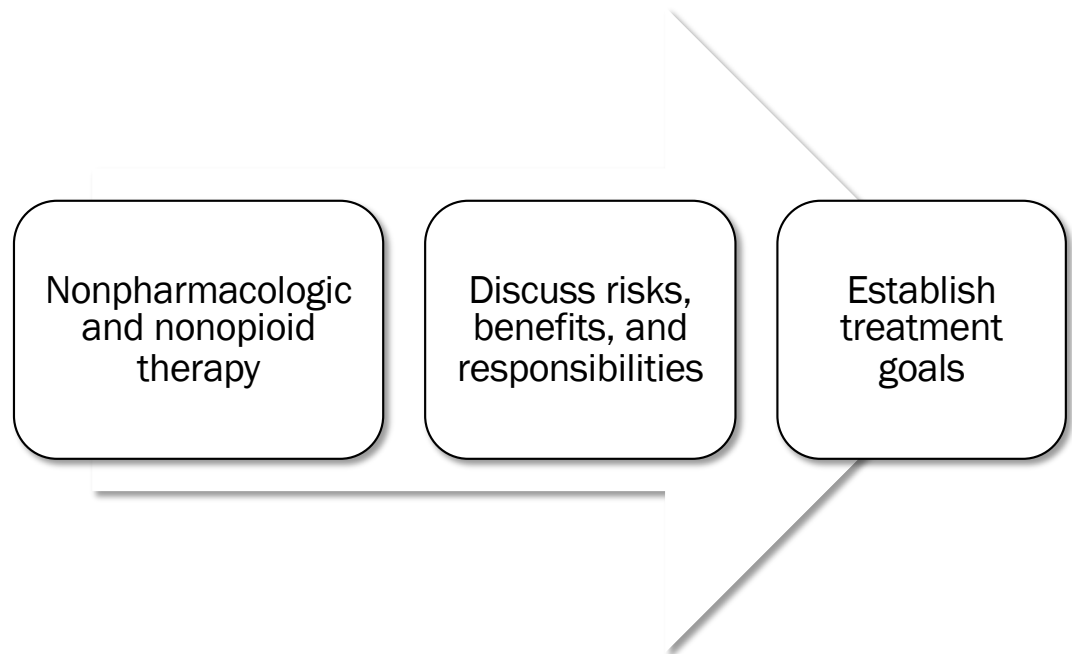 Nonpharmacologic
and nonopioid
therapy
Discuss risks,
benefits, and
responsibilities
Establish
treatment
goals